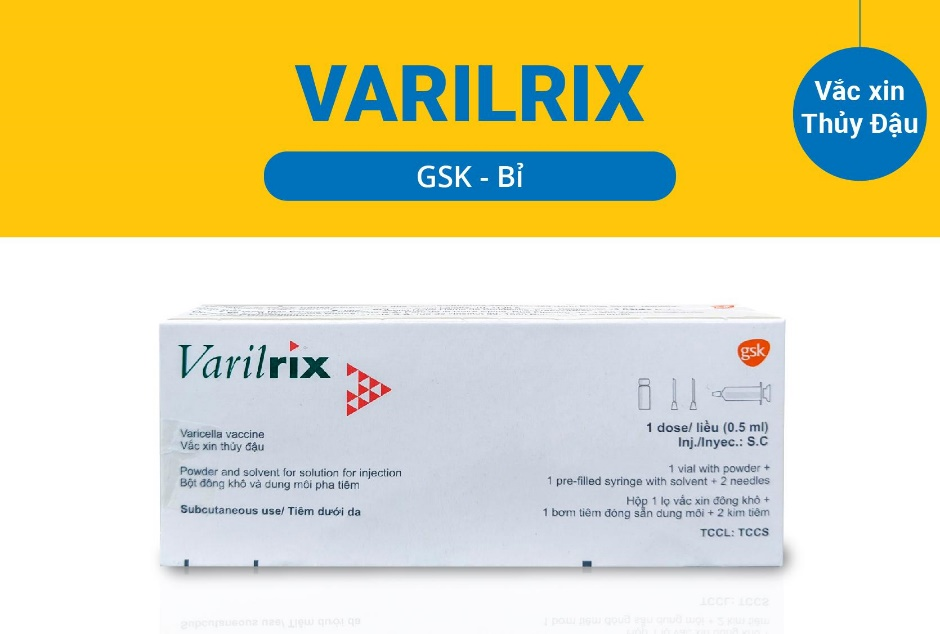 VARILRIX
GSK - Bỉ
Vắc xin
Thủy Đậu
Varilrix
gsk
Varicella vaccine
Vắc xin thủy đậu
Powder and solvent for solution for injection
Bột đông khô và dung môi pha tiêm
Subcutaneous use/ Tiêm dưới da
1 dose/ liều (0.5 ml)
Inj./Inyec.: S.C
1 vial with powder +
1 pre-filled syringe with solvent + 2 needles
Hộp 1 lọ vắc xin đông khô +
1 bơm tiêm đóng sẵn dung môi + 2 kim tiêm
TCCL: TCCS